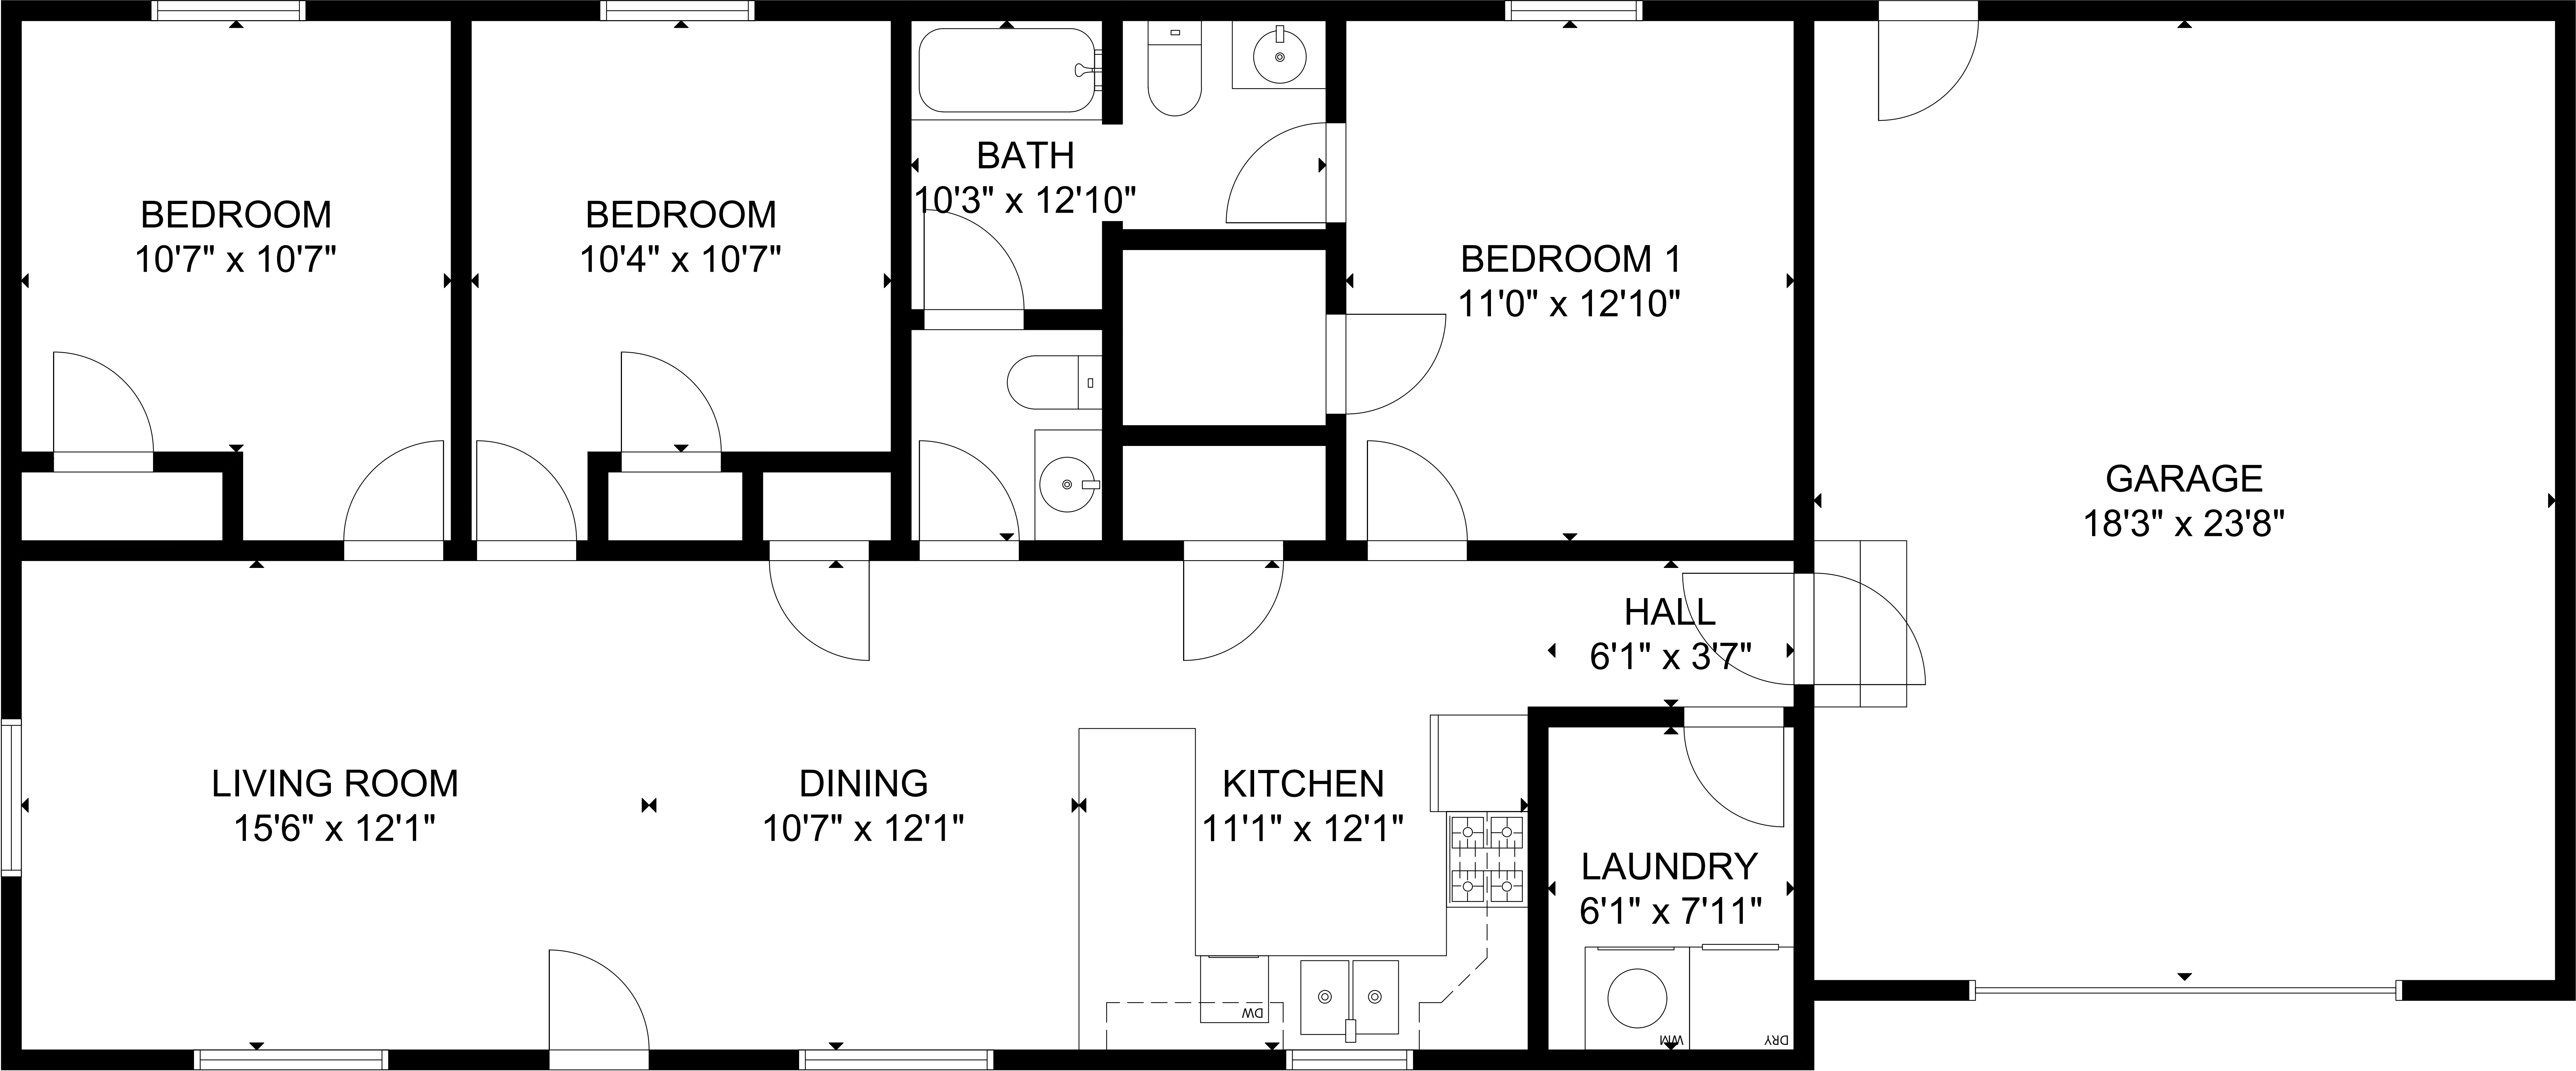 BEDROOM
10'7" x 10'7"
BEDROOM
10'4" x 10'7"
BATH
10'3" x 12'10"
BEDROOM 1
11'0" x 12'10"
GARAGE
18'3" x 23'8"
HALL
6'1" x 3'7"
LIVING ROOM
15'6" x 12'1"
DINING
10'7" x 12'1"
KITCHEN
11'1" x 12'1"
LAUNDRY
6'1" x 7'11"
DW
WM
DRY